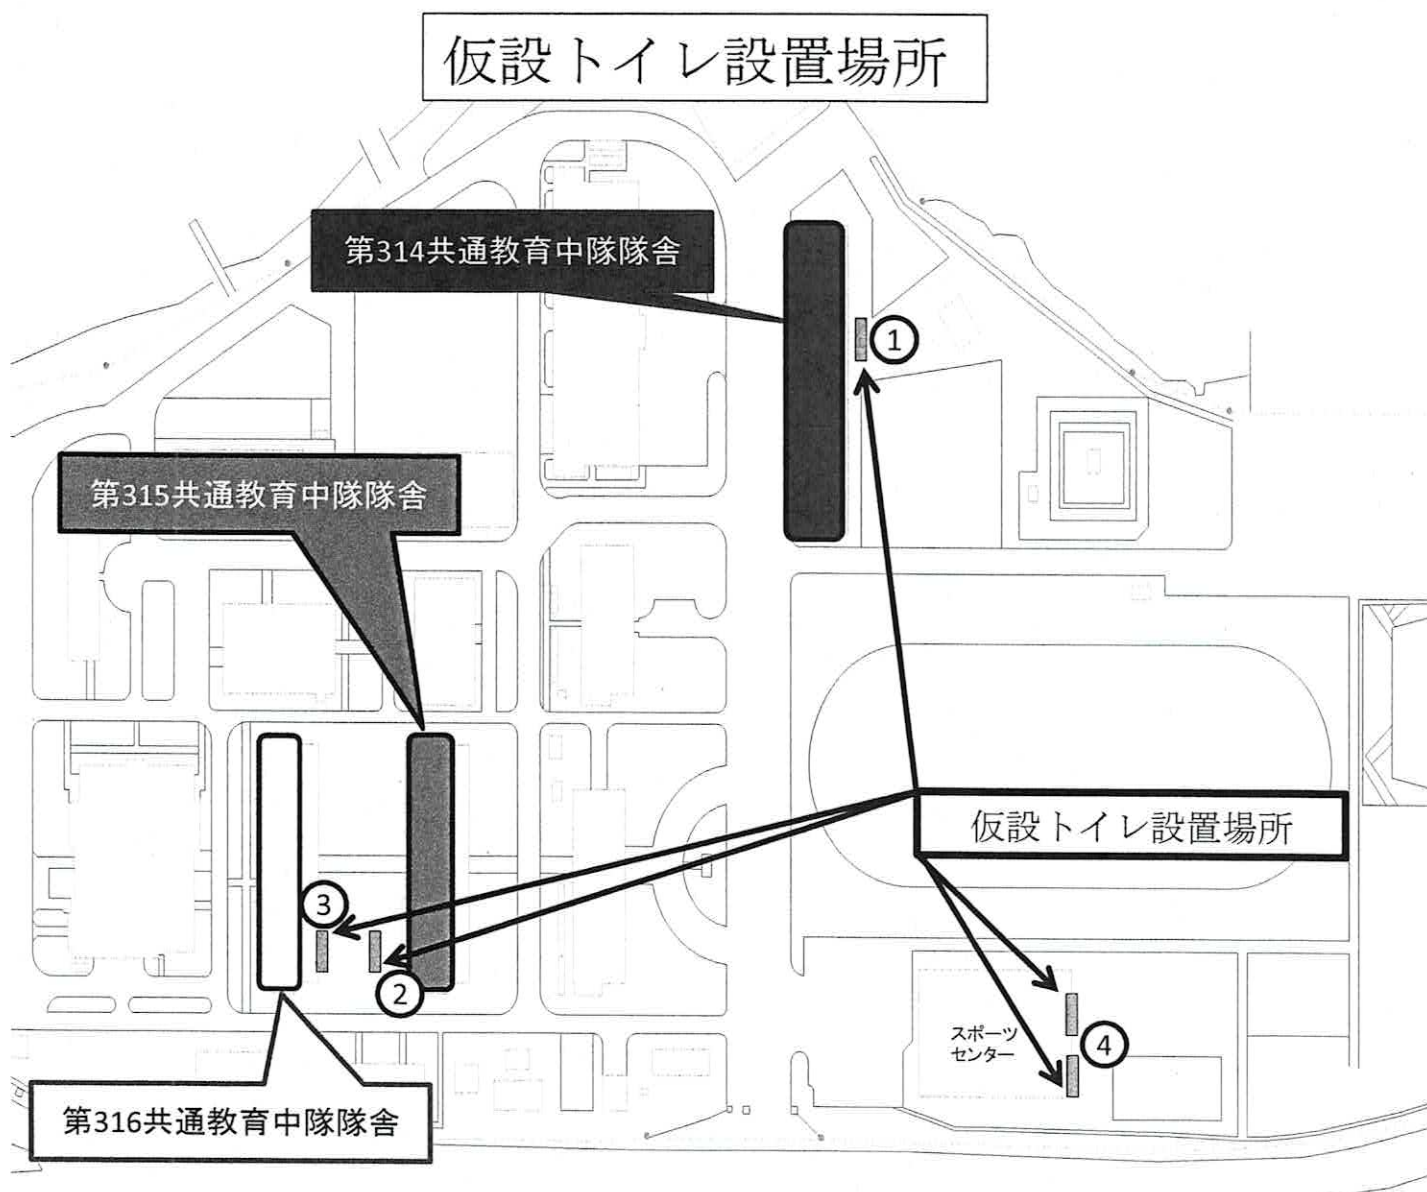 仮設トイレ設置場所
第314共通教育中隊隊舎
①
第315共通教育中隊隊舎
仮設トイレ設置場所
③
②
スポーツ
センター
④
第316共通教育中隊隊舎